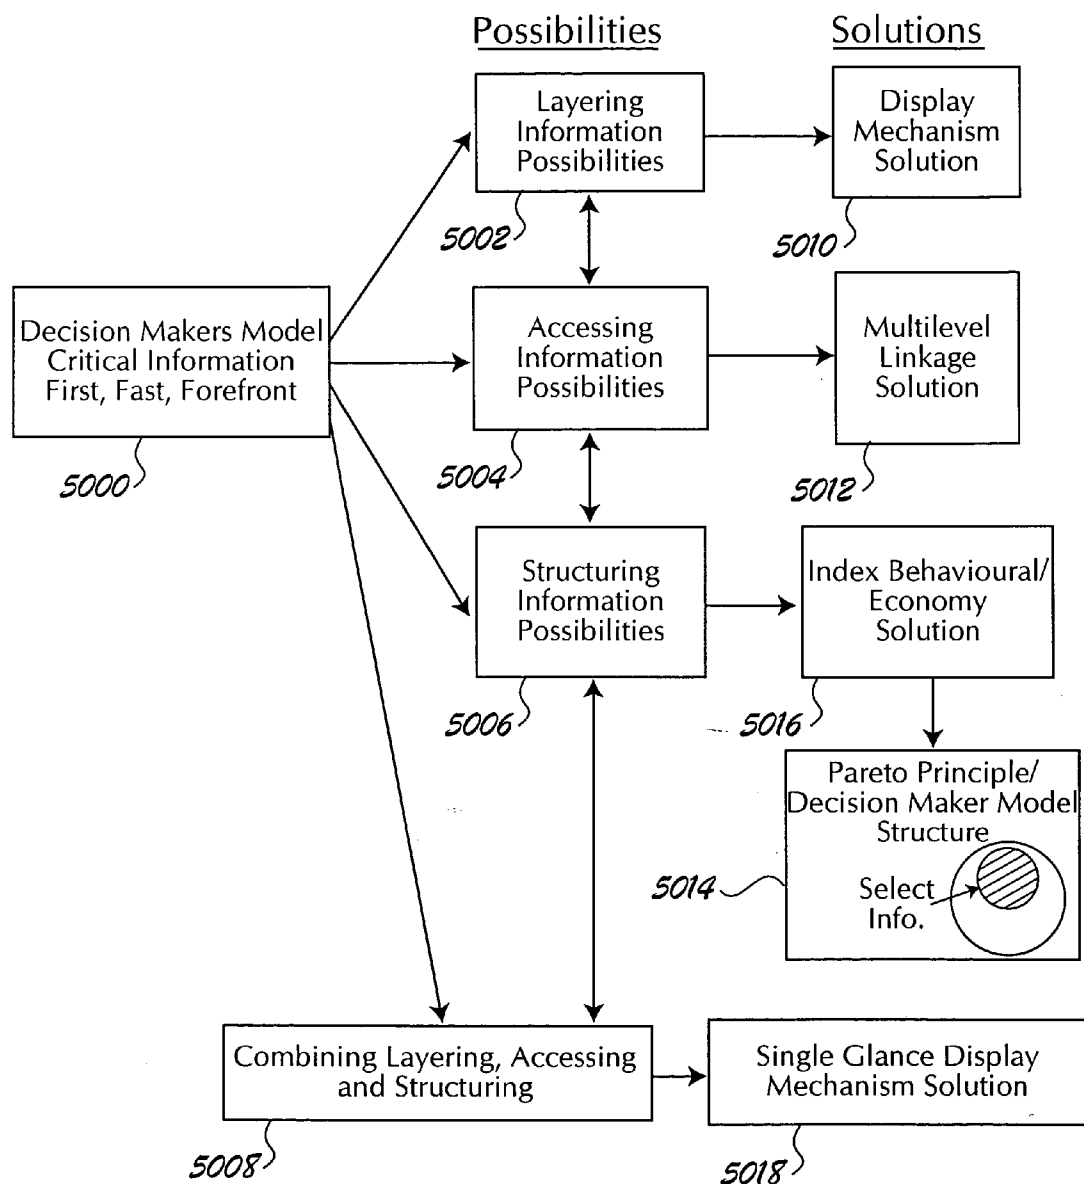 Possibilities
Solutions
Layering
Information
Possibilities
5002
Display
Mechanism
Solution
5010
Decision Makers Model
Critical Information
First, Fast, Forefront
5000
Accessing
Information
Possibilities
5004
Multilevel
Linkage
Solution
5012
Structuring
Information
Possibilities
5006
Index Behavioural/
Economy
Solution
5016
Pareto Principle/
Decision Maker Model
Structure
Select
Info.
5014
Combining Layering, Accessing
and Structuring
5008
Single Glance Display
Mechanism Solution
5018